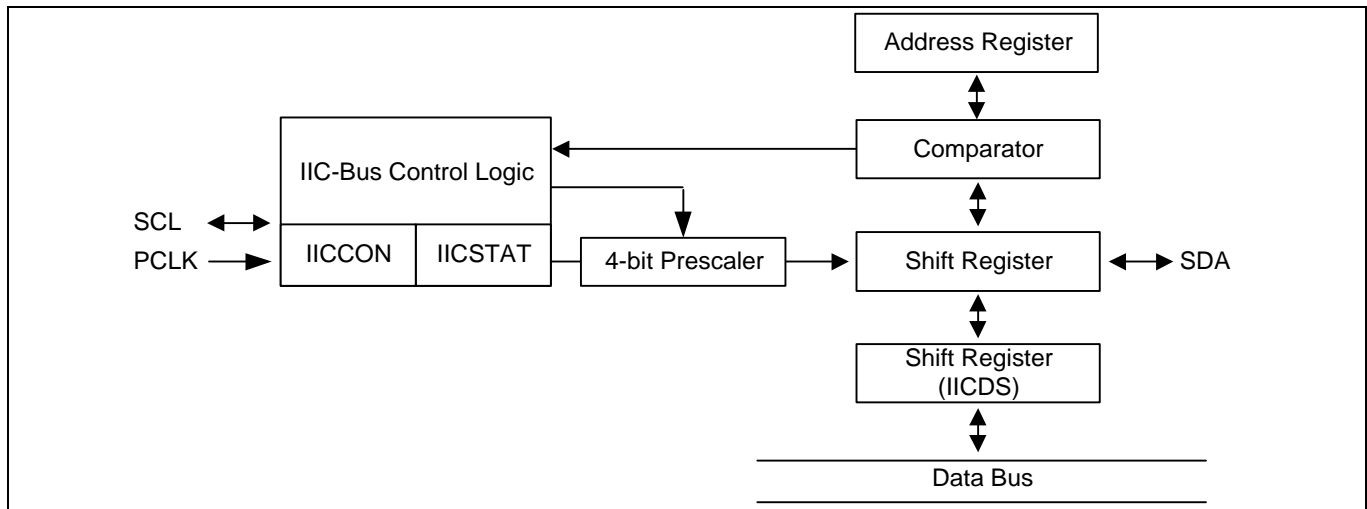 Address Register
Comparator
IIC-Bus Control Logic
SCL
PCLK
IICCON
IICSTAT
4-bit Prescaler
Shift Register
SDA
Shift Register
(IICDS)
Data Bus